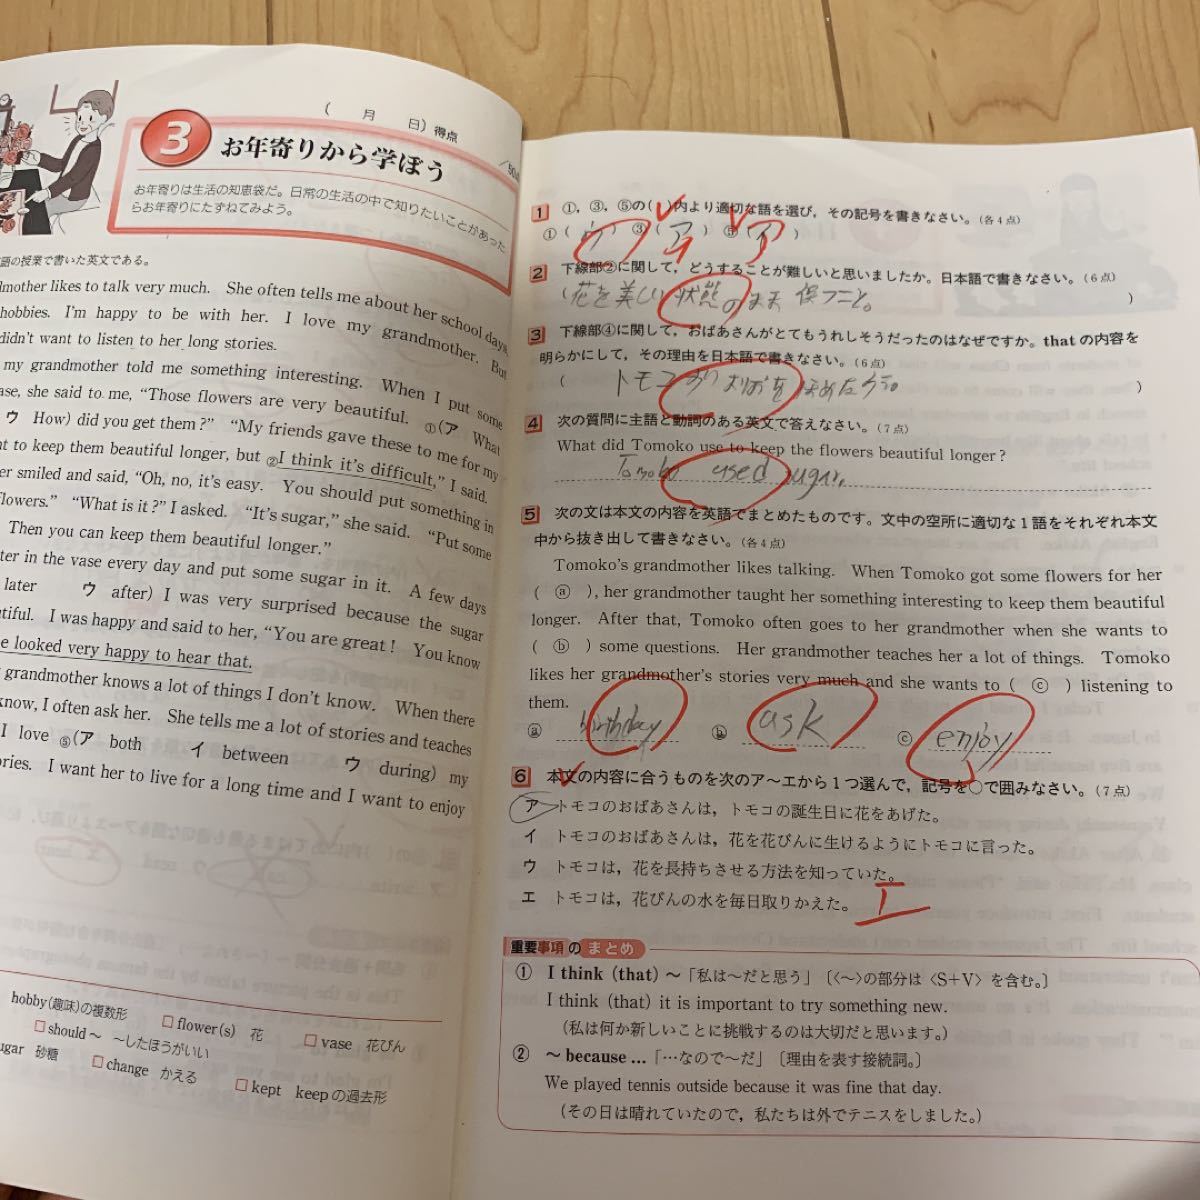 （　月　日）得点
/50点
3 お年寄りから学ぼう
お年寄りは生活の知恵袋だ。日常の生活の中で知りたいことがあった
らお年寄りにたずねてみよう。
語の授業で書いた英文である。
dmother likes to talk very much. She often tells me about her school days,
hobbies. I'm happy to be with her. I love my grandmother. But
didn't want to listen to her long stories.
my grandmother told me something interesting. When I put some
ase, she said to me, “Those flowers are very beautiful. ①(ア What
ウ How) did you get them?” “My friends gave these to me for my
nt to keep them beautiful longer, but ②I think it's difficult,” I said.
er smiled and said, “Oh, no, it's easy. You should put something in
flowers.” “What is it?” I asked. “It's sugar,” she said. “Put some
Then you can keep them beautiful longer.”
ter in the vase every day and put some sugar in it. A few days
later ウ after) I was very surprised because the sugar
utiful. I was happy and said to her, “You are great! You know
e looked very happy to hear that.
grandmother knows a lot of things I don't know. When there
know, I often ask her. She tells me a lot of stories and teaches
I love ⑤(ア both イ between ウ during) my
ories. I want her to live for a long time and I want to enjoy
hobby(趣味)の複数形 □ flower(s) 花
□ should～ ～したほうがいい □ vase 花びん
ugar 砂糖 □ change かえる □ kept keepの過去形
1 ①，③，⑤の(　)内より適切な語を選び，その記号を書きなさい。(各4点)
①( ウ ) ③( ア ) ⑤( イ )
イ ア
2 下線部②に関して，どうすることが難しいと思いましたか。日本語で書きなさい。(6点)
(花を美しい状態のまま保つこと。)
3 下線部④に関して，おばあさんがとてもうれしそうだったのはなぜですか。thatの内容を
明らかにして，その理由を日本語で書きなさい。(6点)
( トモコ )
4 次の質問に主語と動詞のある英文で答えなさい。(7点)
What did Tomoko use to keep the flowers beautiful longer?
Tomoko used sugar.
5 次の文は本文の内容を英語でまとめたものです。文中の空所に適切な1語をそれぞれ本文
中から抜き出して書きなさい。(各4点)
Tomoko's grandmother likes talking. When Tomoko got some flowers for her
( ⓐ ), her grandmother taught her something interesting to keep them beautiful
longer. After that, Tomoko often goes to her grandmother when she wants to
( ⓑ ) some questions. Her grandmother teaches her a lot of things. Tomoko
likes her grandmother's stories very much and she wants to ( ⓒ ) listening to
them.
ⓐ birthday ⓑ ask ⓒ enjoy
6 本文の内容に合うものを次のア～エから1つ選んで，記号を○で囲みなさい。(7点)
ア トモコのおばあさんは，トモコの誕生日に花をあげた。
イ トモコのおばあさんは，花を花びんに生けるようにトモコに言った。
ウ トモコは，花を長持ちさせる方法を知っていた。
エ トモコは，花びんの水を毎日取りかえた。 エ
重要事項のまとめ
① I think (that) ～「私は～だと思う」〔〈～〉の部分は〈S+V〉を含む。〕
I think (that) it is important to try something new.
(私は何か新しいことに挑戦するのは大切だと思います。)
② ～ because …「…なので～だ」〔理由を表す接続詞。〕
We played tennis outside because it was fine that day.
(その日は晴れていたので，私たちは外でテニスをしました。)